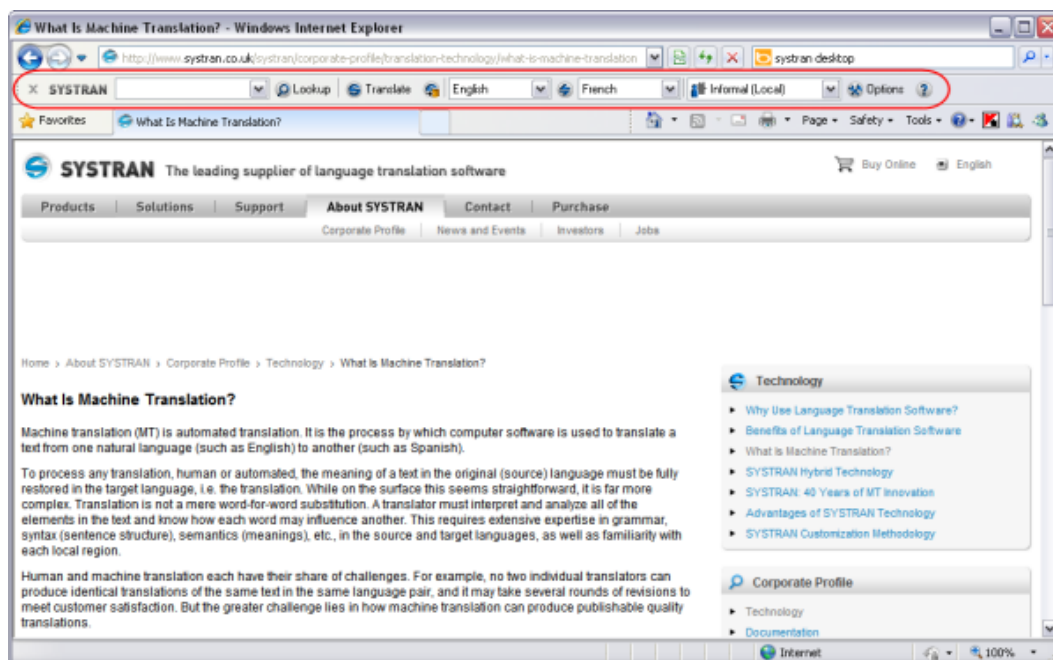 What Is Machine Translation? - Windows Internet Explorer
http://www.systran.co.uk/systran/corporate-profile/translation-technology/what-is-machine-translation systran desktop
SYSTRAN Lookup Translate English French Informal (Local) Options
Favorites What Is Machine Translation? Page Safety Tools
SYSTRAN The leading supplier of language translation software Buy Online English
Products Solutions Support About SYSTRAN Contact Purchase
Corporate Profile News and Events Investors Jobs
Home > About SYSTRAN > Corporate Profile > Technology > What Is Machine Translation?
What Is Machine Translation?
Machine translation (MT) is automated translation. It is the process by which computer software is used to translate a
text from one natural language (such as English) to another (such as Spanish).
To process any translation, human or automated, the meaning of a text in the original (source) language must be fully
restored in the target language, i.e. the translation. While on the surface this seems straightforward, it is far more
complex. Translation is not a mere word-for-word substitution. A translator must interpret and analyze all of the
elements in the text and know how each word may influence another. This requires extensive expertise in grammar,
syntax (sentence structure), semantics (meanings), etc., in the source and target languages, as well as familiarity with
each local region.
Human and machine translation each have their share of challenges. For example, no two individual translators can
produce identical translations of the same text in the same language pair, and it may take several rounds of revisions to
meet customer satisfaction. But the greater challenge lies in how machine translation can produce publishable quality
translations.
Technology
Why Use Language Translation Software?
Benefits of Language Translation Software
What Is Machine Translation?
SYSTRAN Hybrid Technology
SYSTRAN: 40 Years of MT Innovation
Advantages of SYSTRAN Technology
SYSTRAN Customization Methodology
Corporate Profile
Technology
Documentation
Internet 100%